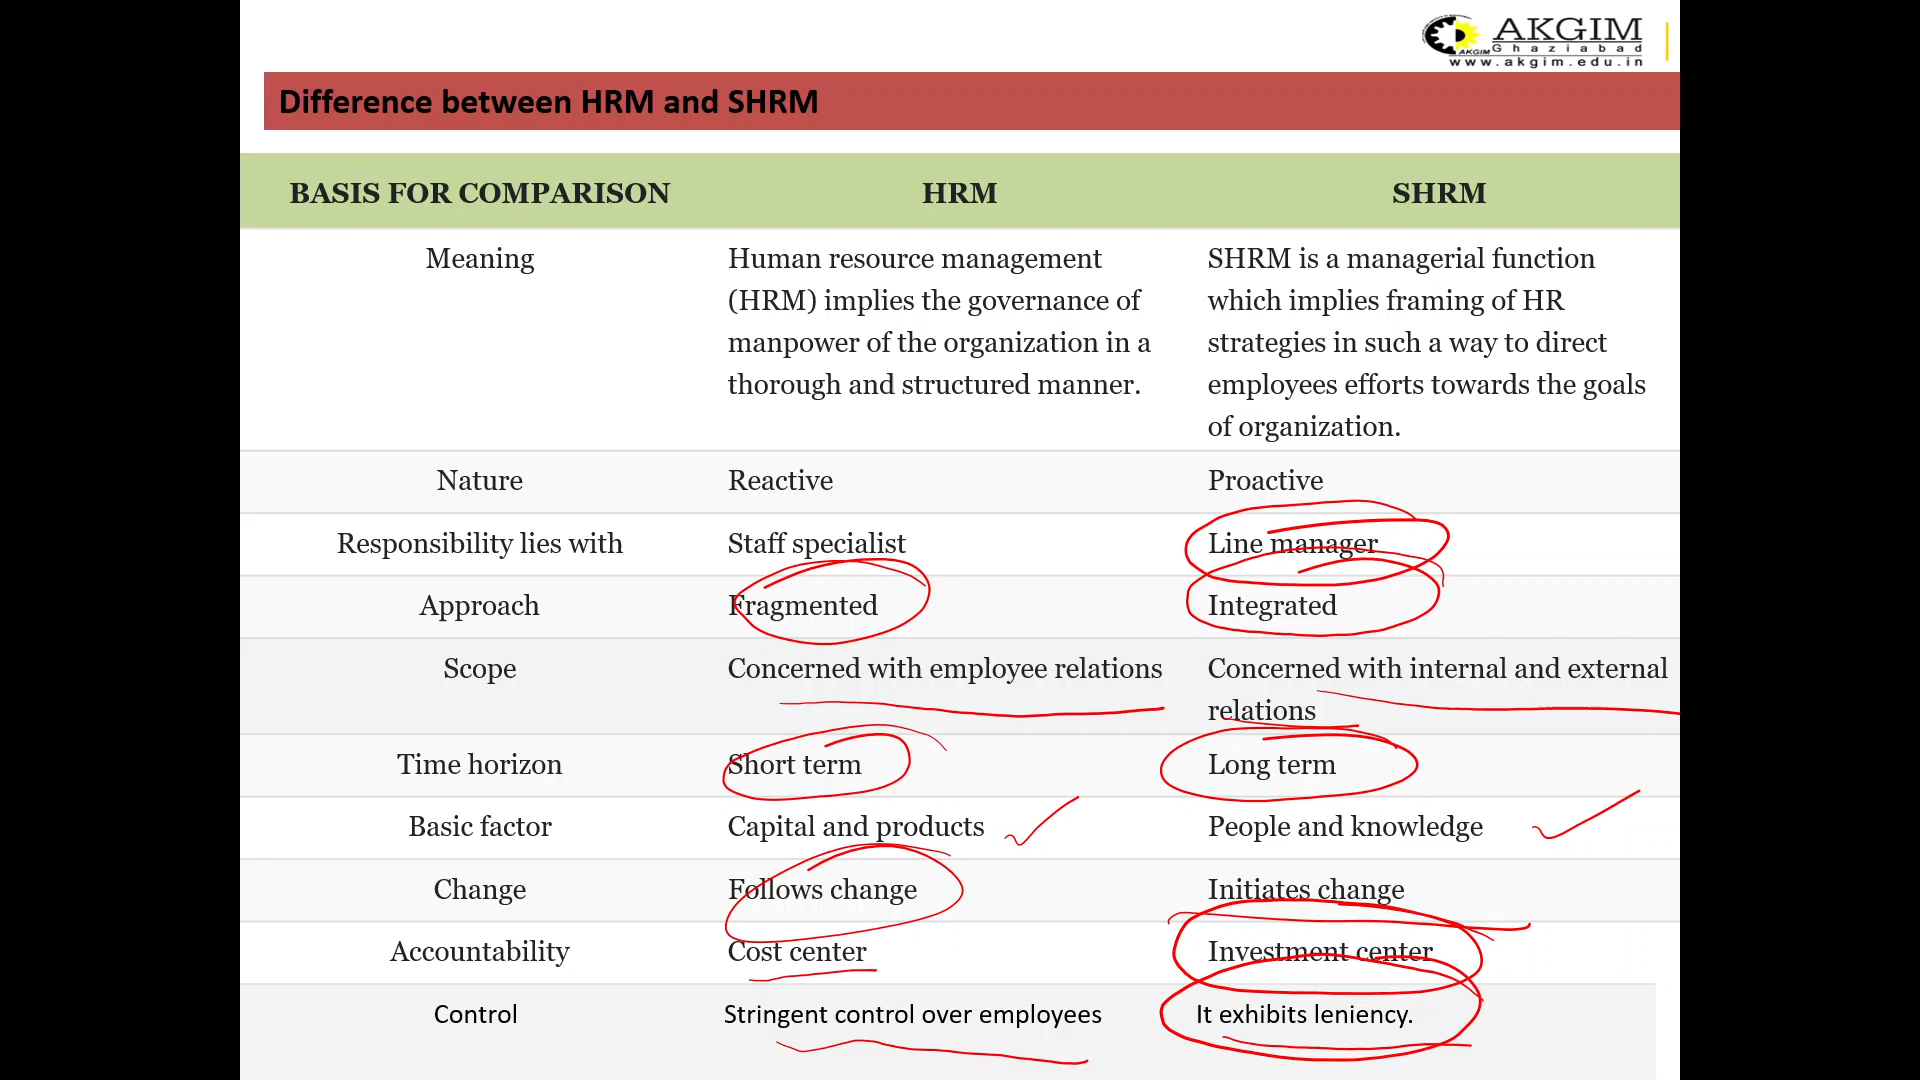 AKGIM
Ghaziabad
AKGIM
www.akgim.edu.in
Difference between HRM and SHRM
BASIS FOR COMPARISON HRM SHRM
Meaning Human resource management SHRM is a managerial function
(HRM) implies the governance of which implies framing of HR
manpower of the organization in a strategies in such a way to direct
thorough and structured manner. employees efforts towards the goals
of organization.
Nature Reactive Proactive
Responsibility lies with Staff specialist Line manager
Approach Fragmented Integrated
Scope Concerned with employee relations Concerned with internal and external
relations
Time horizon Short term Long term
Basic factor Capital and products People and knowledge
Change Follows change Initiates change
Accountability Cost center Investment center
Control Stringent control over employees It exhibits leniency.